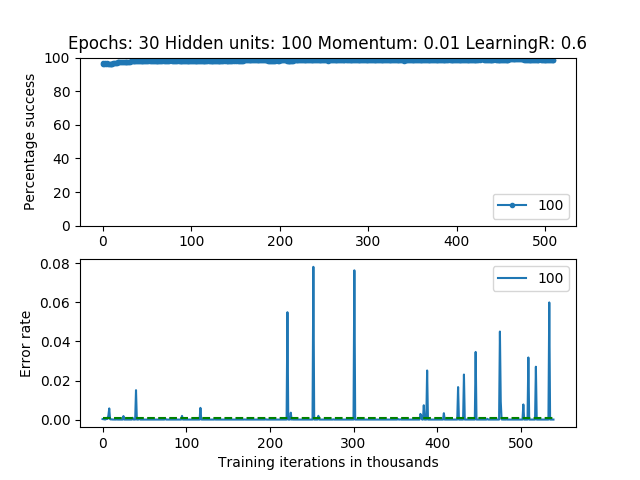 Epochs: 30 Hidden units: 100 Momentum: 0.01 LearningR: 0.6
Percentage success
100
80
60
40
20
0
100
0 100 200 300 400 500
Error rate
0.08
0.06
0.04
0.02
0.00
100
0 100 200 300 400 500
Training iterations in thousands